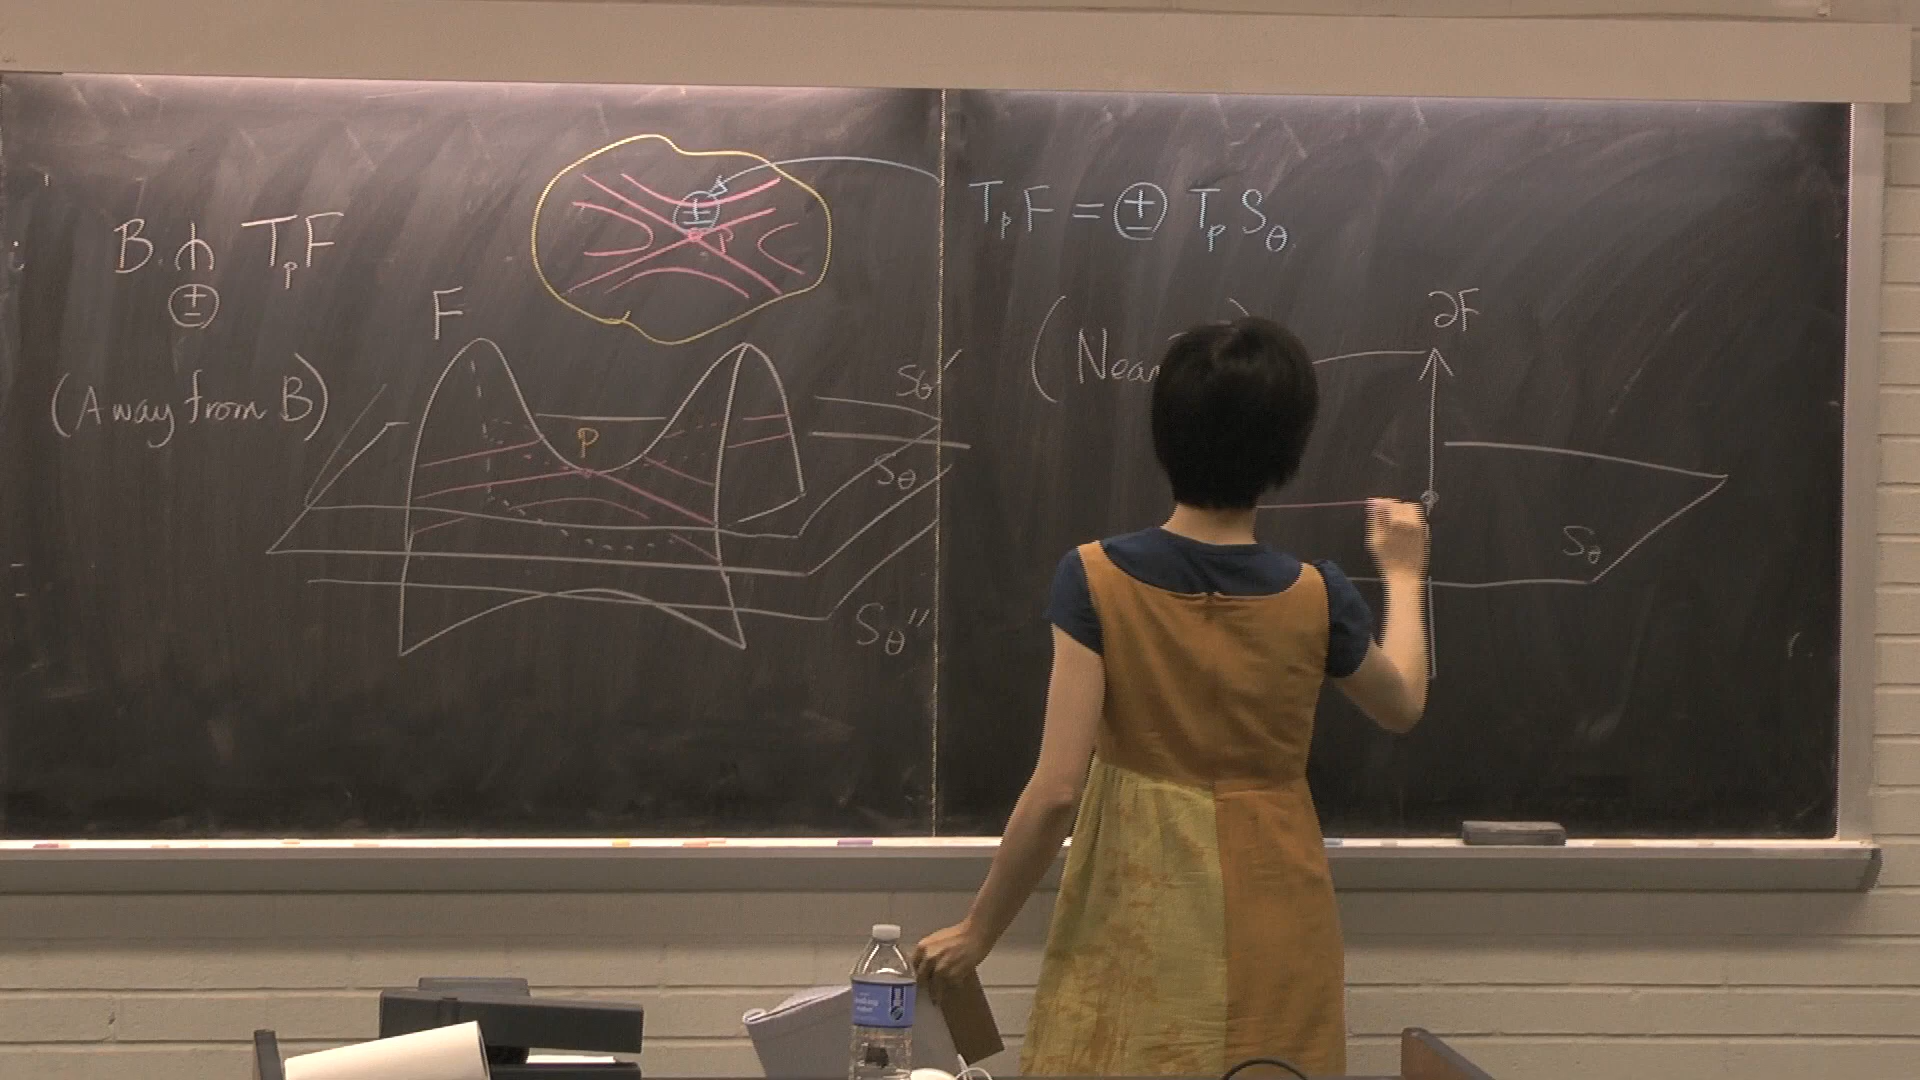 B ⋔ TₚF
±
(Away from B)
F
±
P
P
Sθ'
Sθ
Sθ''
TₚF = ± TₚSθ
(Near
∂F
Sθ